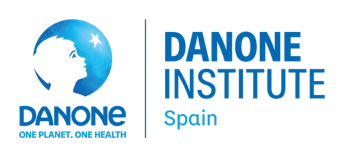 DANONE
ONE PLANET. ONE HEALTH
DANONE
INSTITUTE
Spain